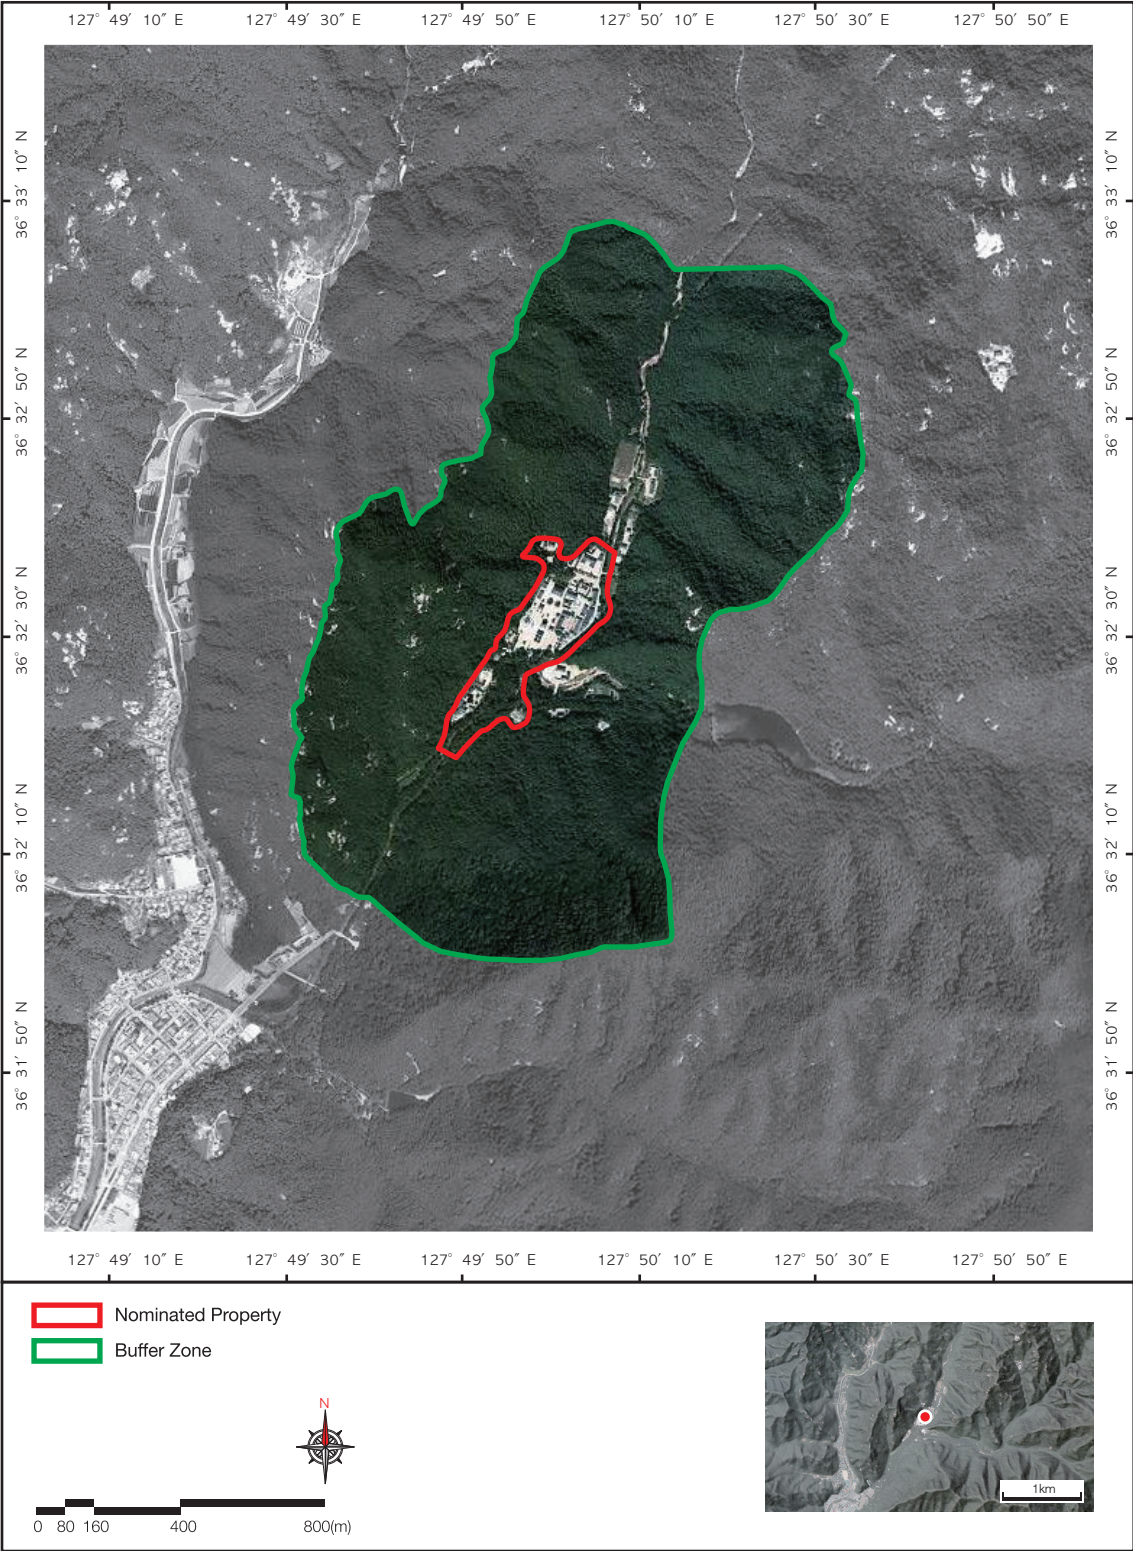 127° 49′ 10″ E 127° 49′ 30″ E 127° 49′ 50″ E 127° 50′ 10″ E 127° 50′ 30″ E 127° 50′ 50″ E
36° 33′ 10″ N 36° 33′ 10″ N
36° 32′ 50″ N 36° 32′ 50″ N
36° 32′ 30″ N 36° 32′ 30″ N
36° 32′ 10″ N 36° 32′ 10″ N
36° 31′ 50″ N 36° 31′ 50″ N
127° 49′ 10″ E 127° 49′ 30″ E 127° 49′ 50″ E 127° 50′ 10″ E 127° 50′ 30″ E 127° 50′ 50″ E
Nominated Property
Buffer Zone
N
0 80 160 400 800(m)
1km